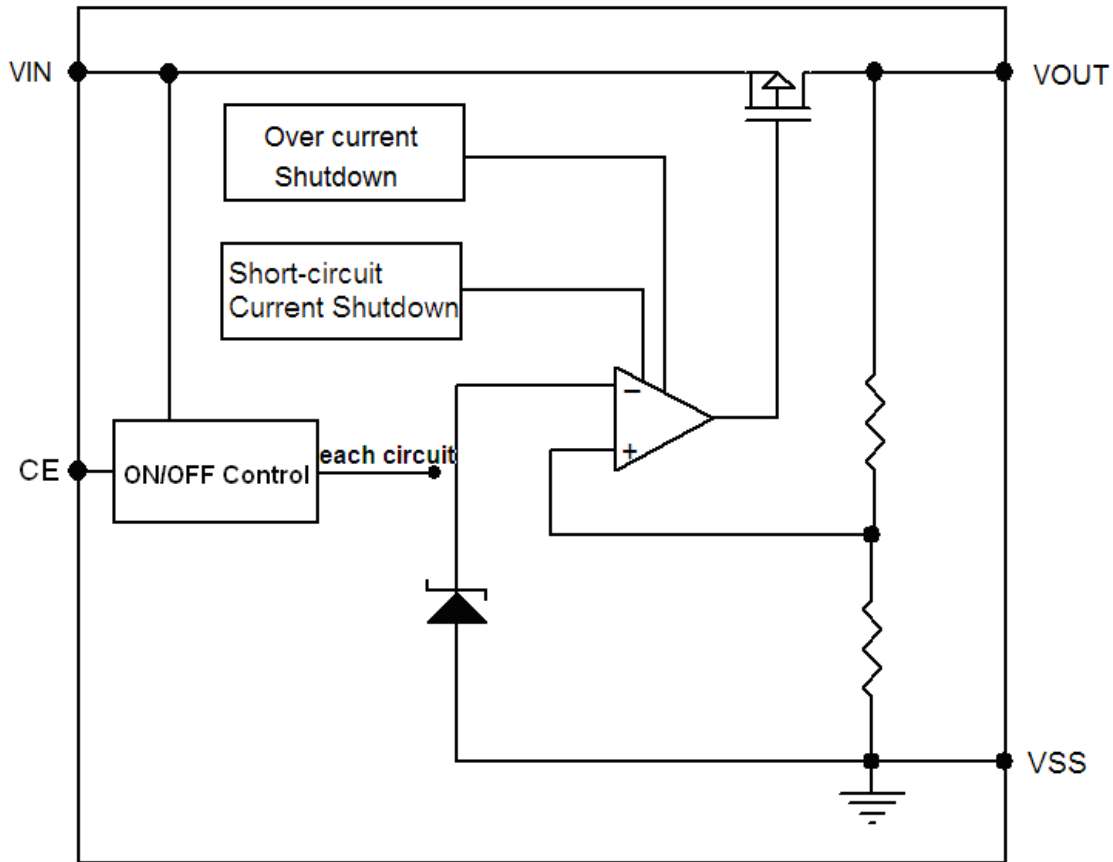 VIN
VOUT
Over current
Shutdown
Short-circuit
Current Shutdown
−
+
CE
ON/OFF Control
each circuit
VSS